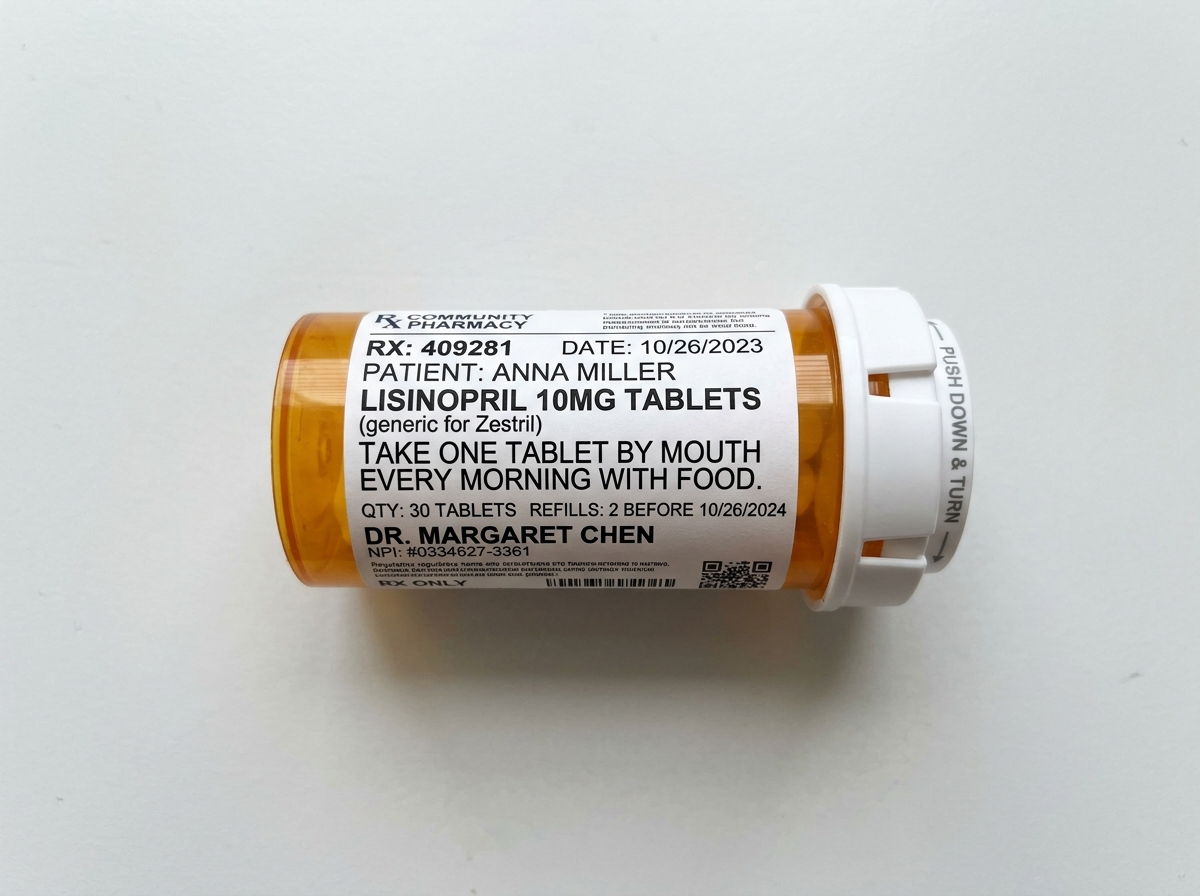 Rx COMMUNITY
PHARMACY
RX: 409281 DATE: 10/26/2023
PATIENT: ANNA MILLER
LISINOPRIL 10MG TABLETS
(generic for Zestril)
TAKE ONE TABLET BY MOUTH
EVERY MORNING WITH FOOD.
QTY: 30 TABLETS REFILLS: 2 BEFORE 10/26/2024
DR. MARGARET CHEN
NPI: #0334627-3361
RX ONLY
PUSH DOWN & TURN